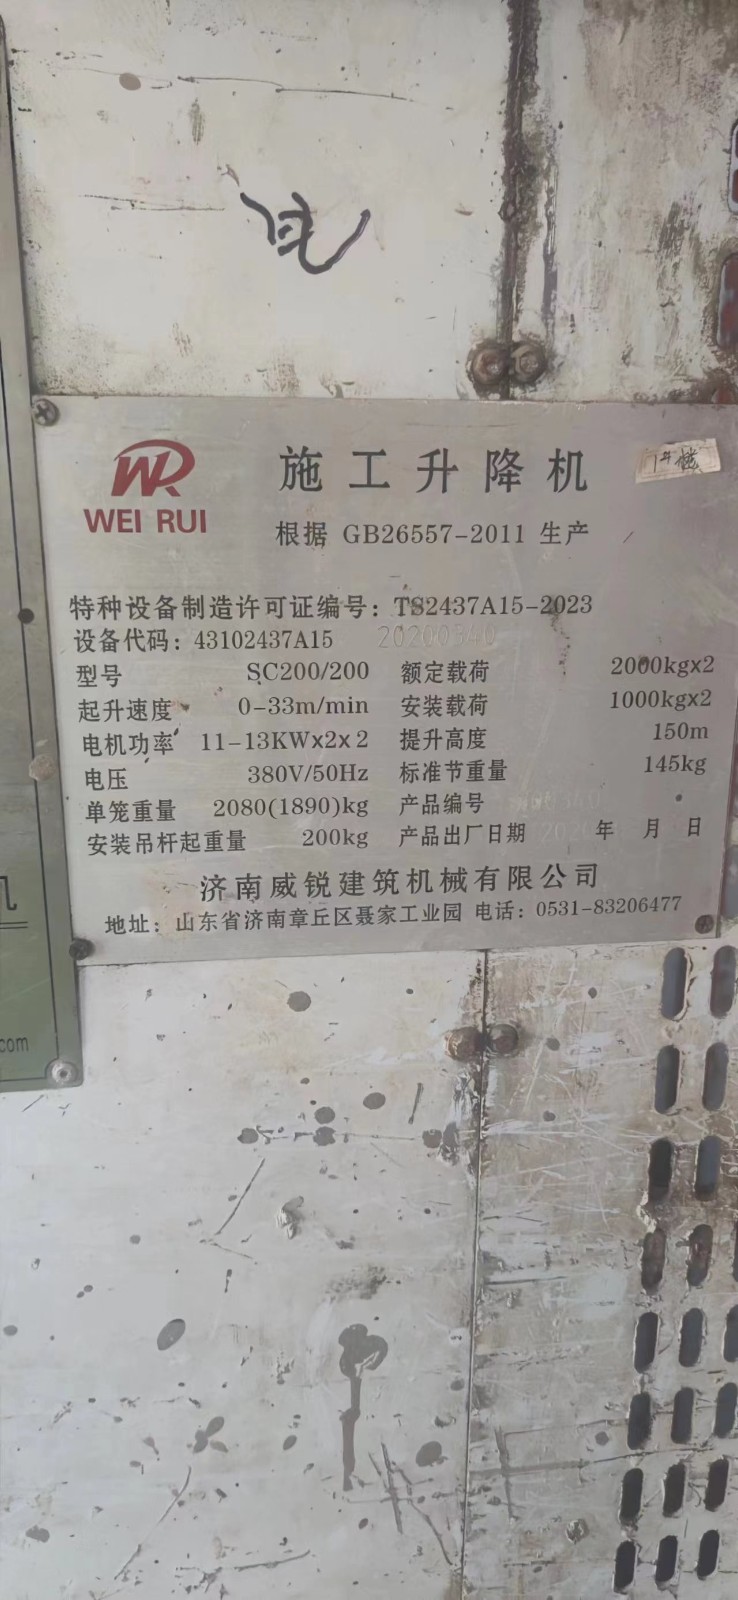 WR
WEI RUI
施工升降机
根据 GB26557-2011 生产
特种设备制造许可证编号：TS2437A15-2023
设备代码：43102437A15 20200340
型号 SC200/200 额定载荷 2000kgx2
起升速度 0-33m/min 安装载荷 1000kgx2
电机功率 11-13KWx2x2 提升高度 150m
电压 380V/50Hz 标准节重量 145kg
单笼重量 2080(1890)kg 产品编号
安装吊杆起重量 200kg 产品出厂日期 年 月 日
济南威锐建筑机械有限公司
地址：山东省济南章丘区聂家工业园 电话：0531-83206477
机
com